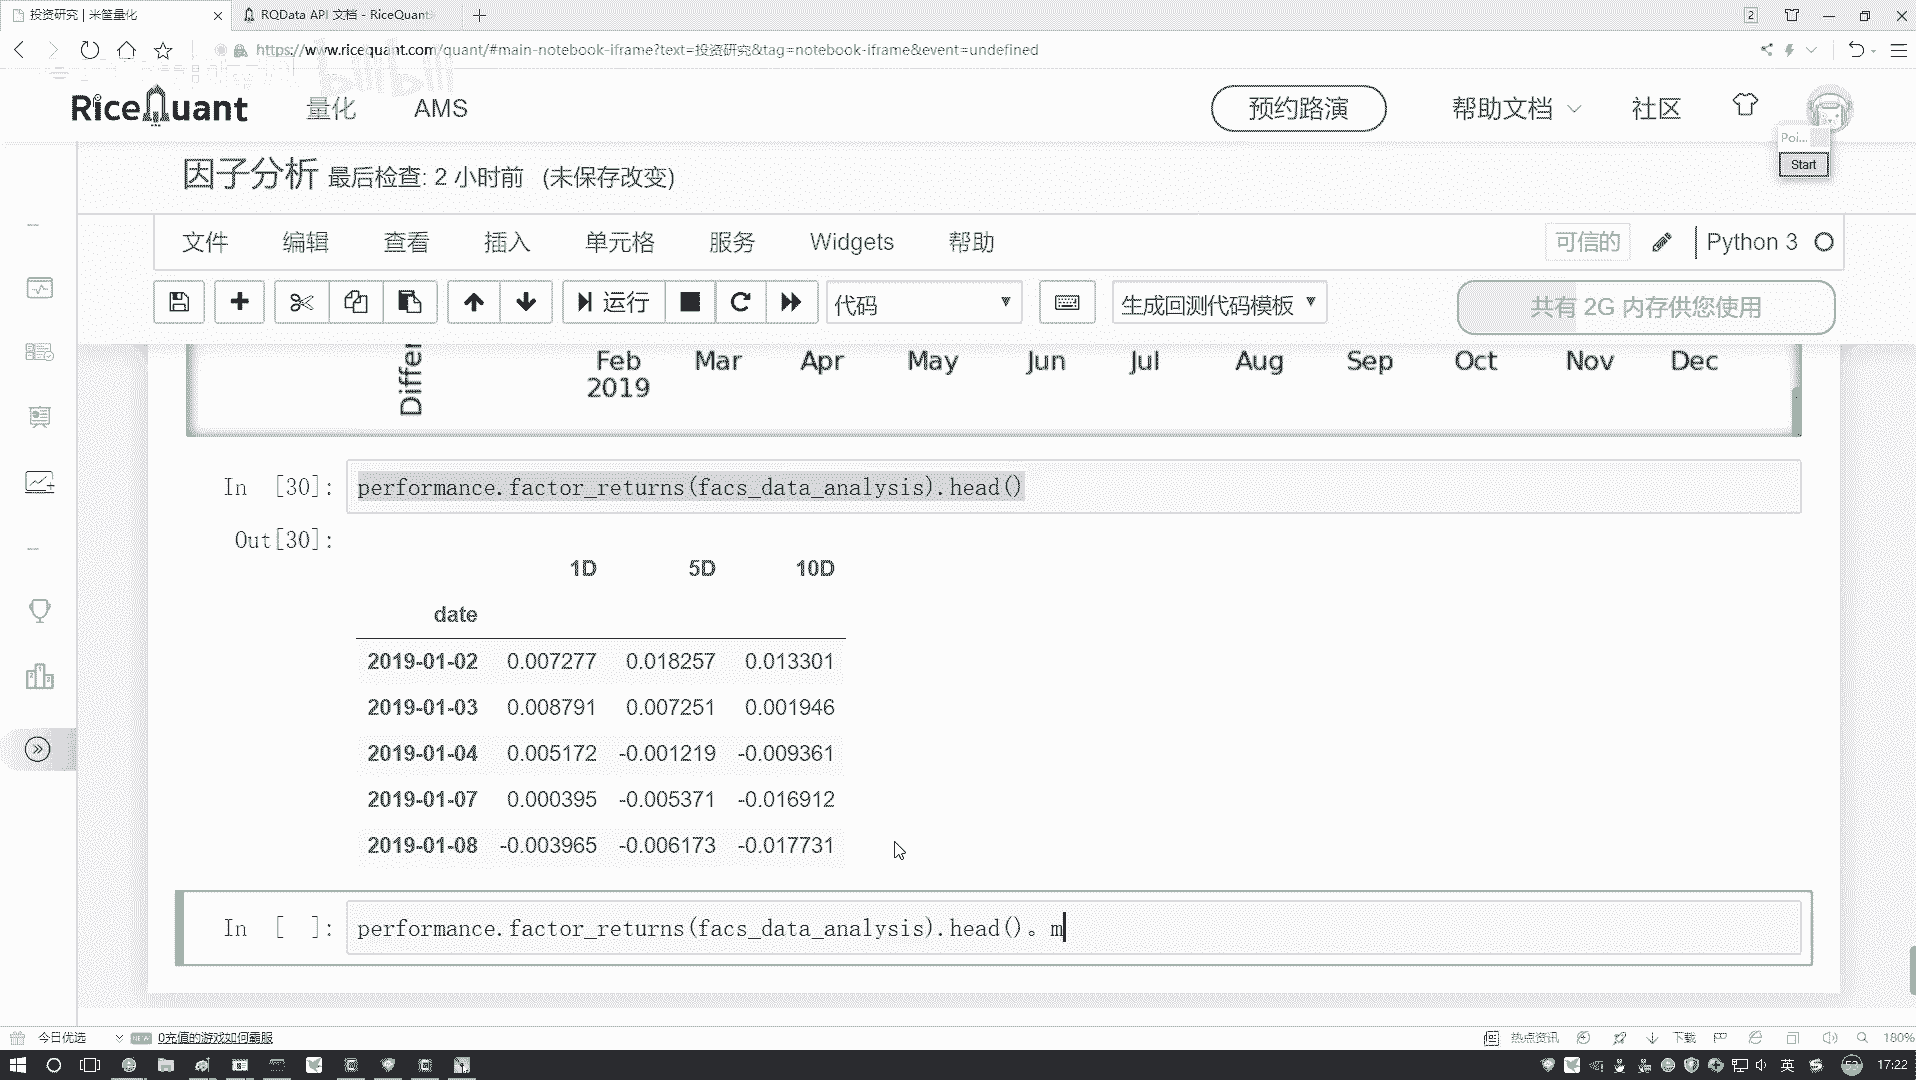 投资研究 | 米筐量化
RQData API 文档 - RiceQuant
2
https://www.ricequant.com/quant/#main-notebook-iframe?text=投资研究&tag=notebook-iframe&event=undefined
bilibili
RiceQuant
量化
AMS
预约路演
帮助文档
社区
Poi...
Start
因子分析 最后检查: 2 小时前 (未保存改变)
文件 编辑 查看 插入 单元格 服务 Widgets 帮助
可信的
Python 3
运行
代码
生成回测代码模板
共有 2G 内存供您使用
Differ
Feb Mar Apr May Jun Jul Aug Sep Oct Nov Dec
2019
In [30]: performance.factor_returns(facs_data_analysis).head()
Out[30]:
1D 5D 10D
date
2019-01-02 0.007277 0.018257 0.013301
2019-01-03 0.008791 0.007251 0.001946
2019-01-04 0.005172 -0.001219 -0.009361
2019-01-07 0.000395 -0.005371 -0.016912
2019-01-08 -0.003965 -0.006173 -0.017731
In [ ]: performance.factor_returns(facs_data_analysis).head()。m
今日优选
NEW
0充值的游戏如何霸服
热点资讯
下载
180%
英
53
17:22